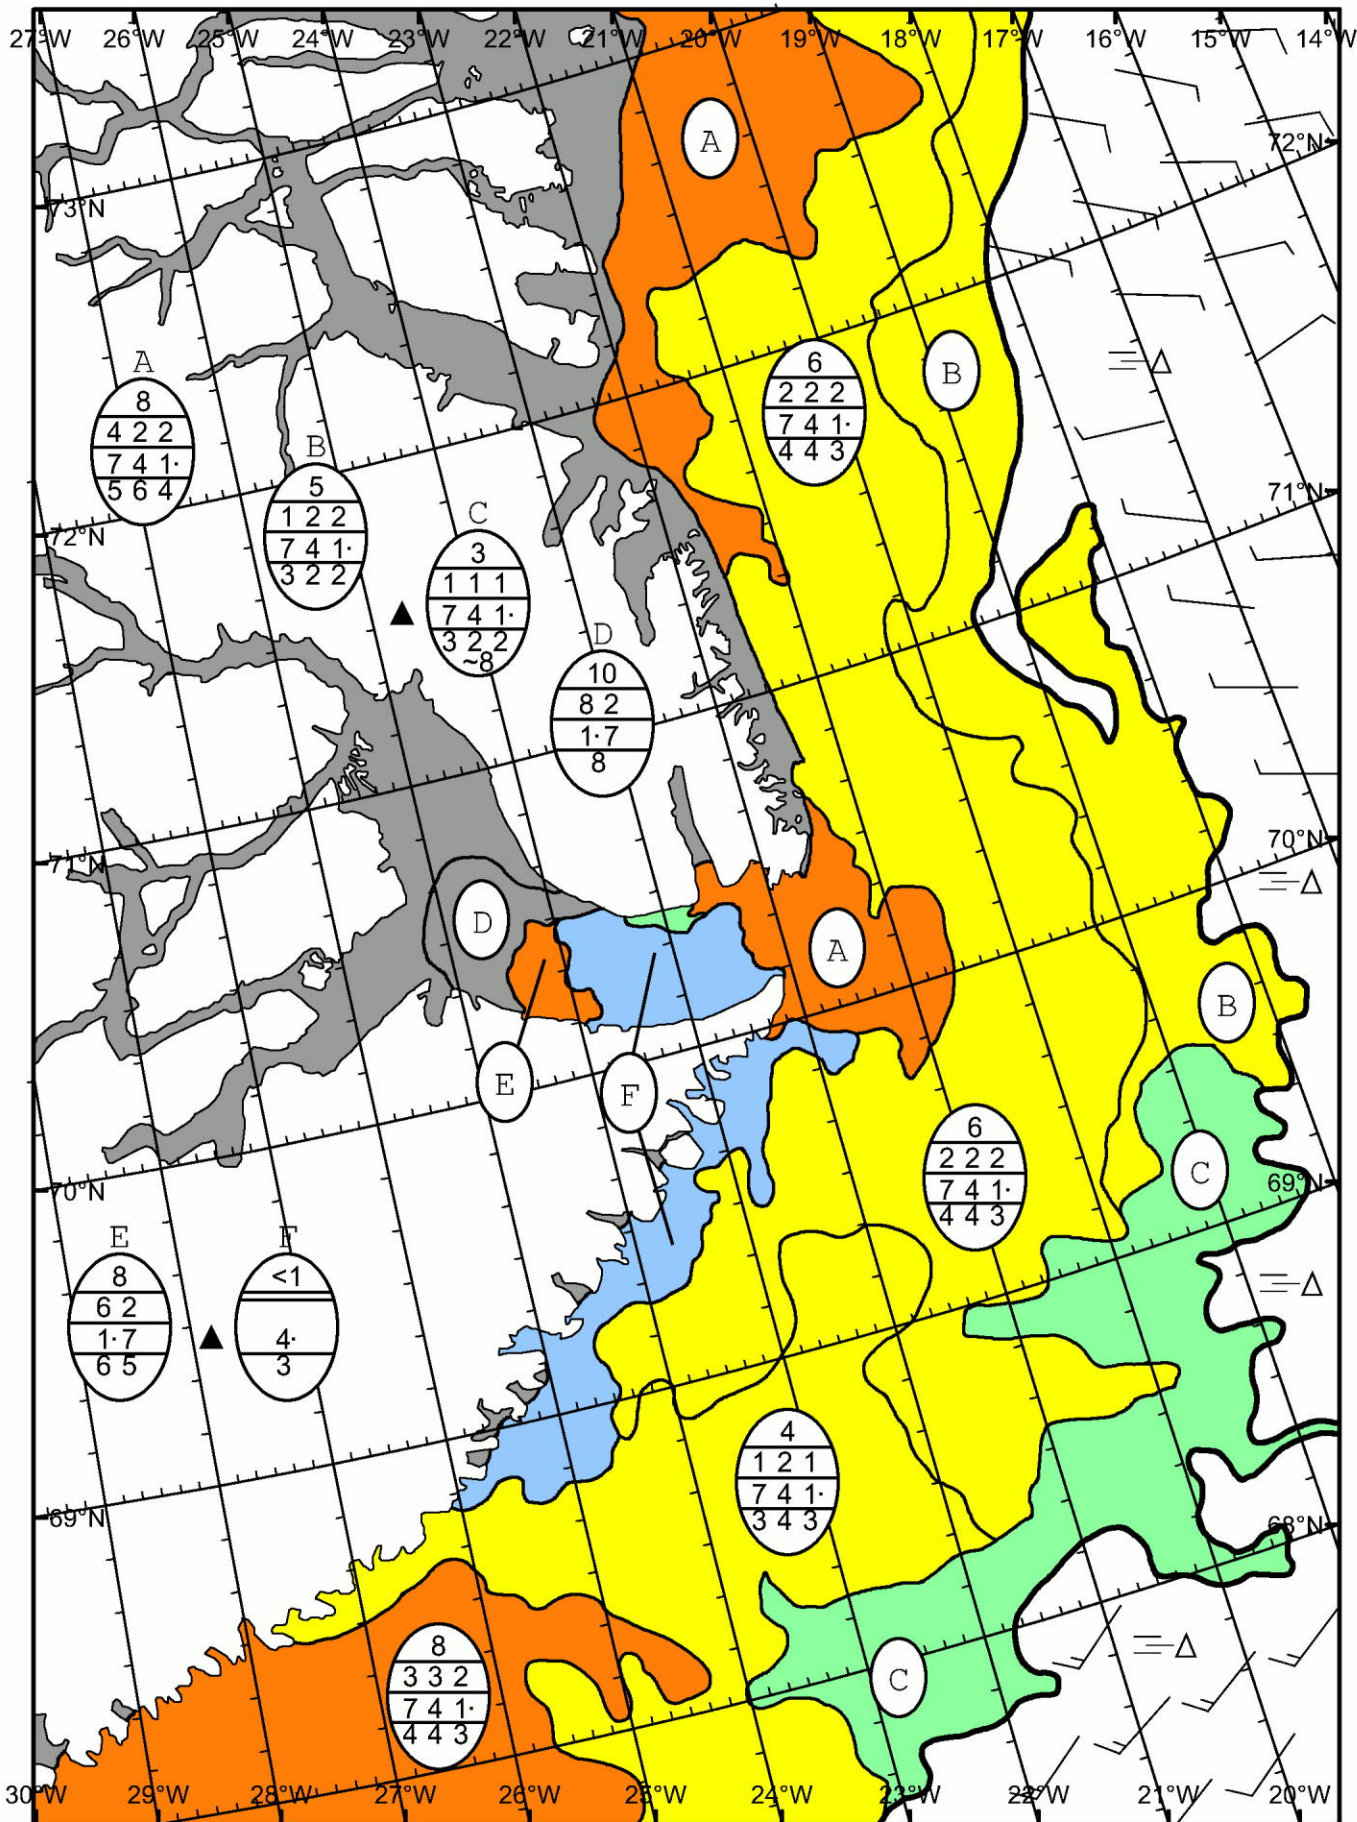 27°W 26°W 25°W 24°W 23°W 22°W 21°W 20°W 19°W 18°W 17°W 16°W 15°W 14°W
A
72°N
73°N
A
8
4 2 2
7 4 1·
5 6 4
6
2 2 2
7 4 1·
4 4 3
B
B
5
1 2 2
7 4 1·
3 2 2
71°N
72°N
C
3
1 1 1
7 4 1·
3 2 2
~8
D
10
8 2
1·7
8
70°N
71°N
D
A
B
E
F
6
2 2 2
7 4 1·
4 4 3
C
69°N
70°N
E
8
6 2
1·7
6 5
F
<1
4·
3
4
1 2 1
7 4 1·
3 4 3
69°N
68°N
8
3 3 2
7 4 1·
4 4 3
C
30°W 29°W 28°W 27°W 26°W 25°W 24°W 23°W 22°W 21°W 20°W